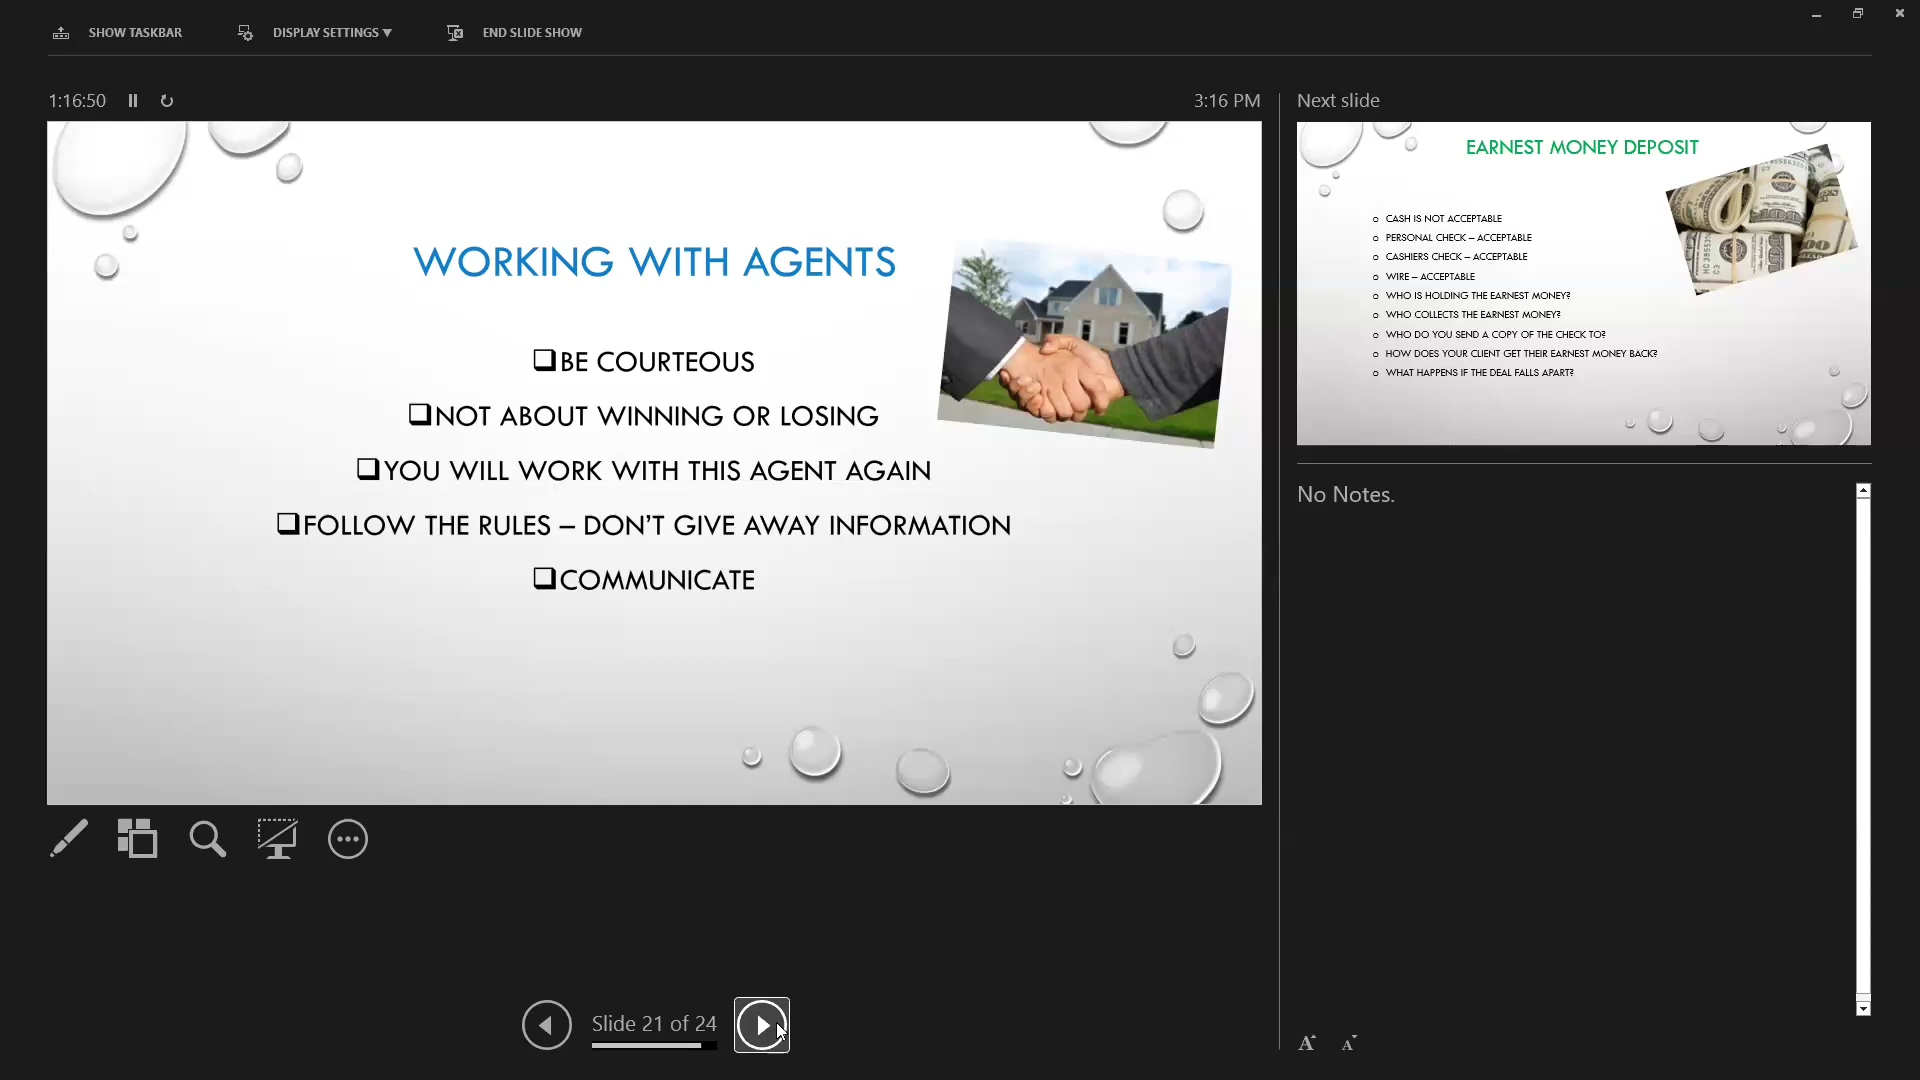 SHOW TASKBAR
DISPLAY SETTINGS ▼
END SLIDE SHOW
1:16:50
3:16 PM
WORKING WITH AGENTS
❑BE COURTEOUS
❑NOT ABOUT WINNING OR LOSING
❑YOU WILL WORK WITH THIS AGENT AGAIN
❑FOLLOW THE RULES – DON’T GIVE AWAY INFORMATION
❑COMMUNICATE
Slide 21 of 24
Next slide
EARNEST MONEY DEPOSIT
o CASH IS NOT ACCEPTABLE
o PERSONAL CHECK – ACCEPTABLE
o CASHIERS CHECK – ACCEPTABLE
o WIRE – ACCEPTABLE
o WHO IS HOLDING THE EARNEST MONEY?
o WHO COLLECTS THE EARNEST MONEY?
o WHO DO YOU SEND A COPY OF THE CHECK TO?
o HOW DOES YOUR CLIENT GET THEIR EARNEST MONEY BACK?
o WHAT HAPPENS IF THE DEAL FALLS APART?
No Notes.
A A